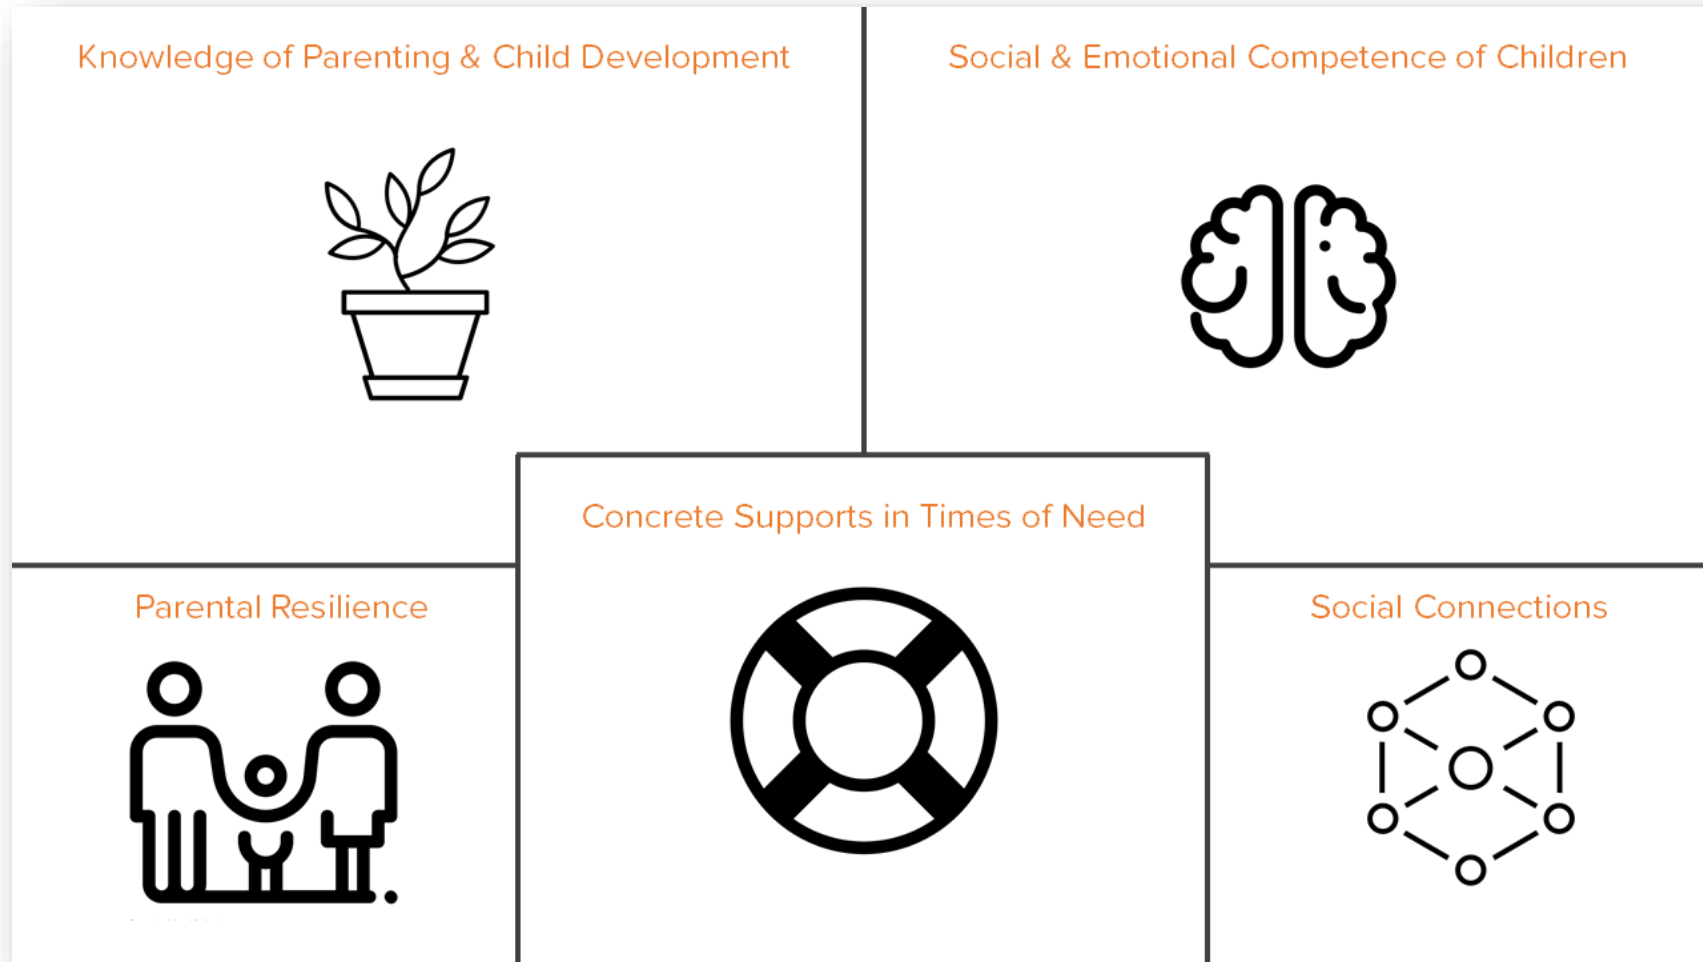 Knowledge of Parenting & Child Development
Social & Emotional Competence of Children
Concrete Supports in Times of Need
Parental Resilience
Social Connections